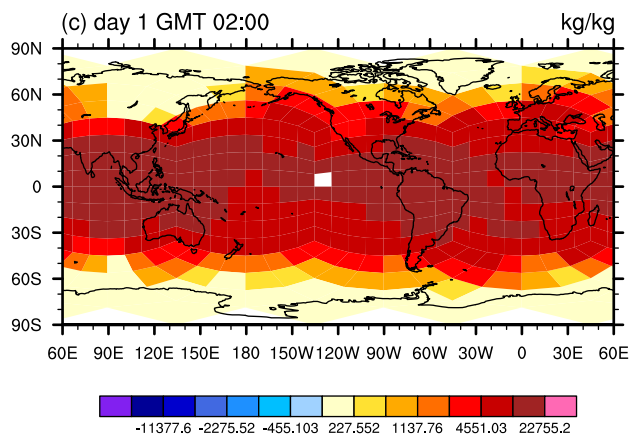 (c) day 1 GMT 02:00 kg/kg
90N
60N
30N
0
30S
60S
90S
60E 90E 120E 150E 180 150W 120W 90W 60W 30W 0 30E 60E
-11377.6 -2275.52 -455.103 227.552 1137.76 4551.03 22755.2